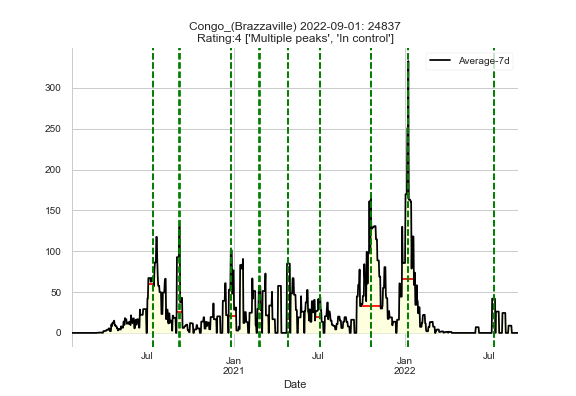 Congo_(Brazzaville) 2022-09-01: 24837
Rating:4 ['Multiple peaks', 'In control']
Average-7d
300
250
200
150
100
50
0
Jul
Jan
2021
Jul
Jan
2022
Jul
Date